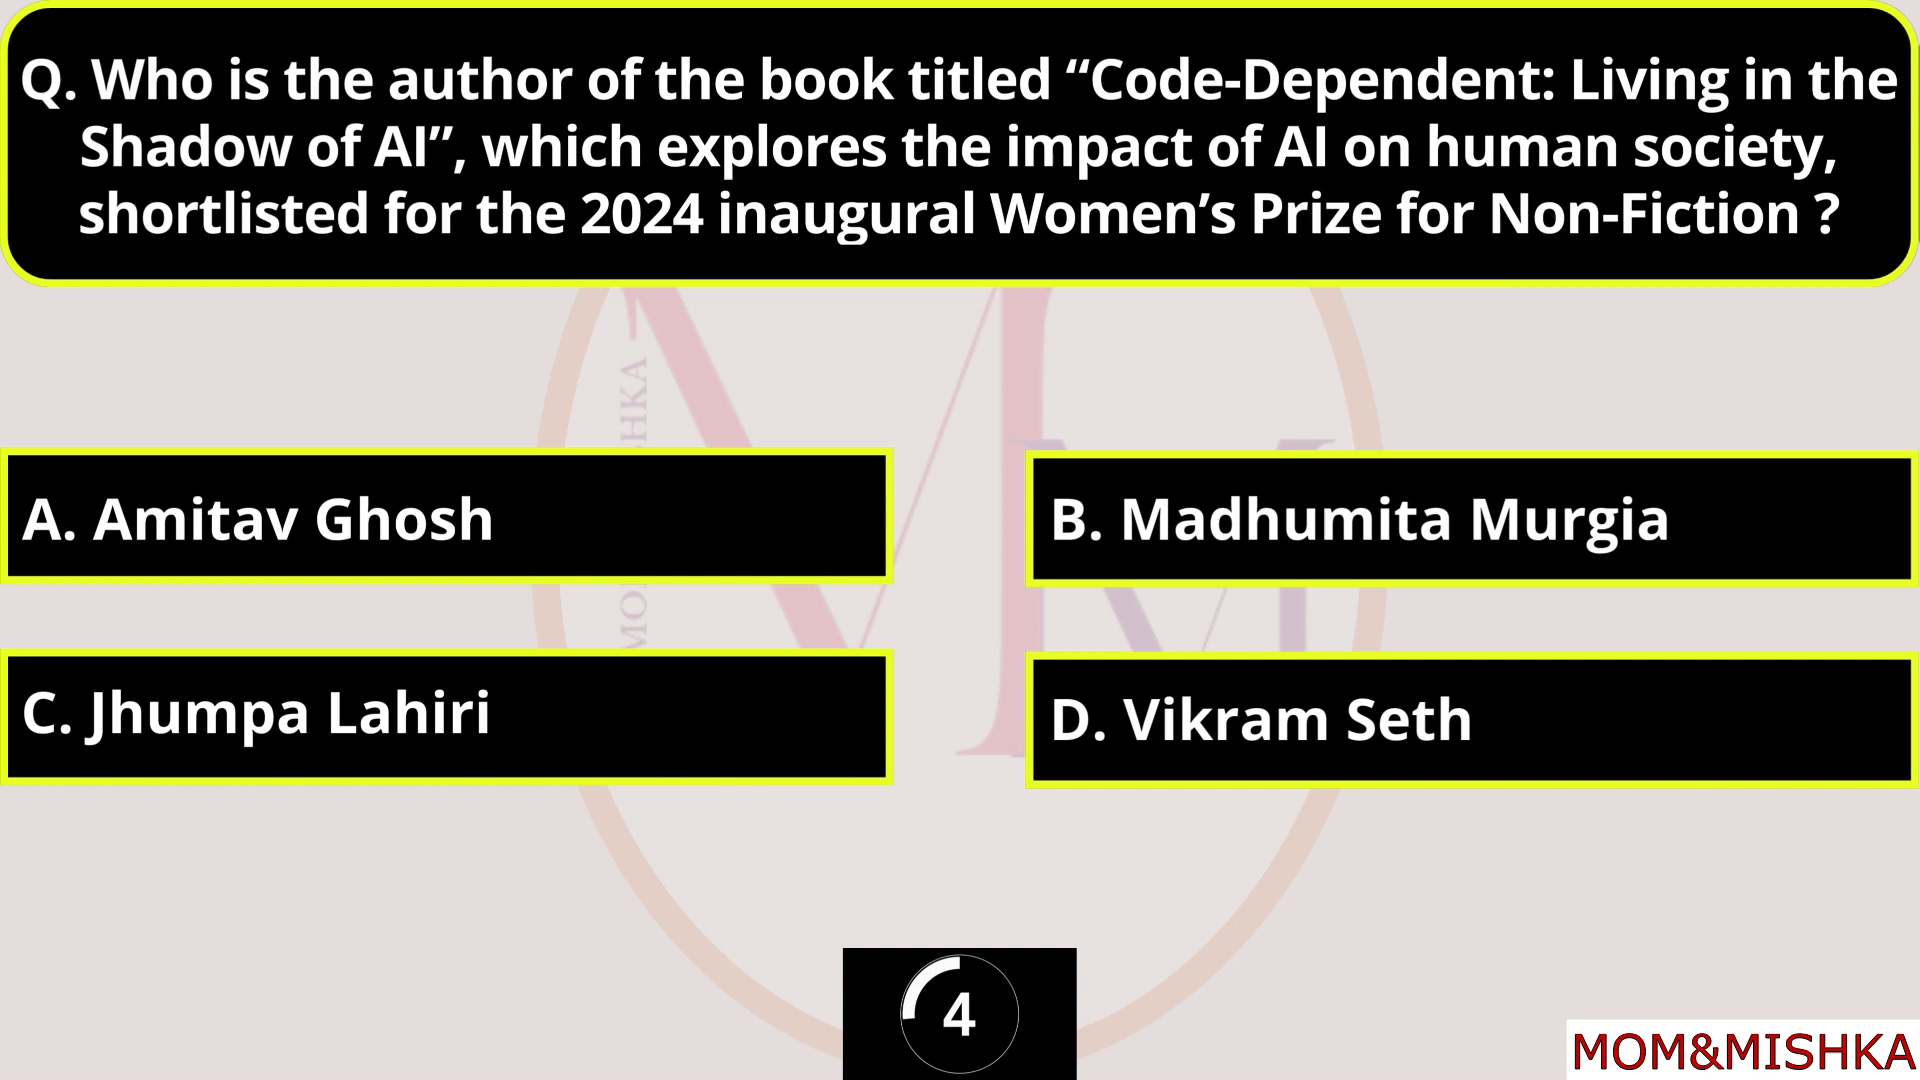 Q. Who is the author of the book titled “Code-Dependent: Living in the
Shadow of AI”, which explores the impact of AI on human society,
shortlisted for the 2024 inaugural Women’s Prize for Non-Fiction ?
A. Amitav Ghosh
B. Madhumita Murgia
C. Jhumpa Lahiri
D. Vikram Seth
4
MOM&MISHKA